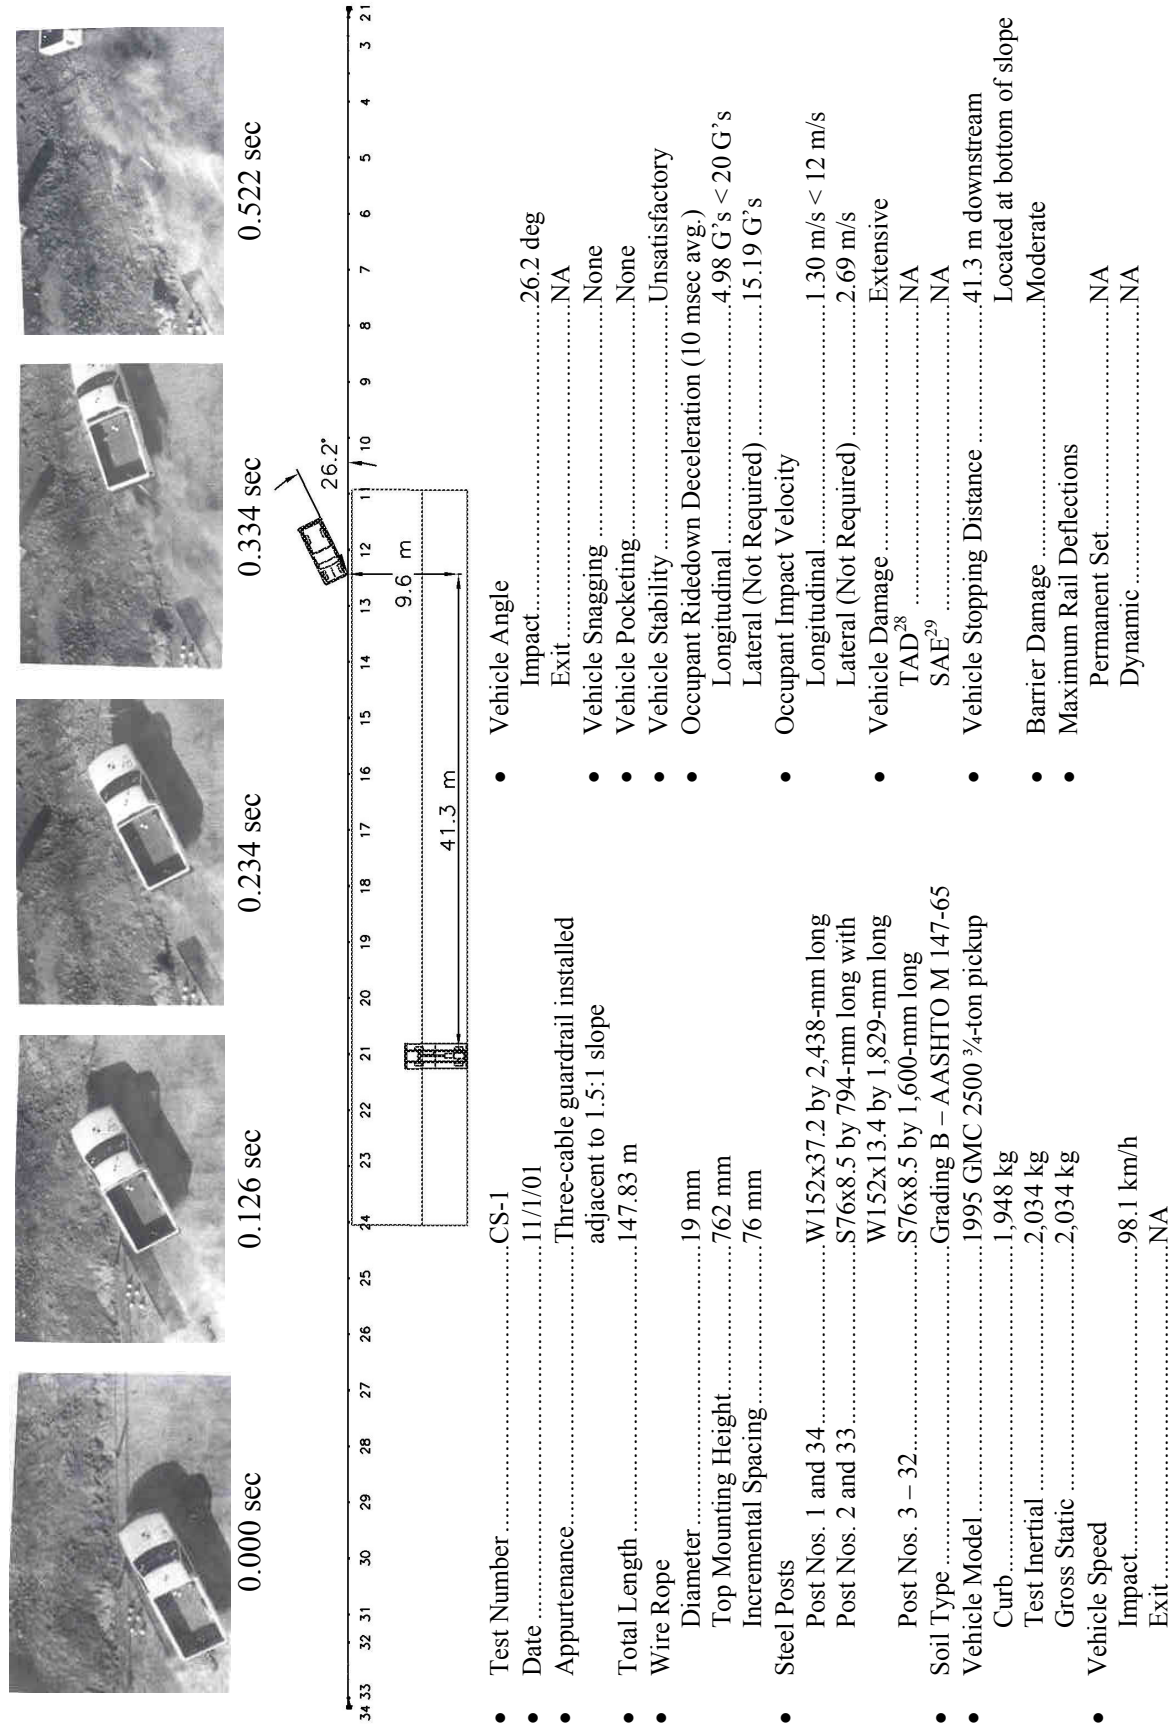 0.000 sec
0.126 sec
0.234 sec
0.334 sec
0.522 sec
34 33 32 31 30 29 28 27 26 25 24 23 22 21 20 19 18 17 16 15 14 13 12 11 10 9 8 7 6 5 4 3 2 1
26.2°
9.6 m
41.3 m
• Test Number ........ CS-1
• Date ........ 11/1/01
• Appurtenance ........ Three-cable guardrail installed
adjacent to 1.5:1 slope
• Total Length ........ 147.83 m
• Wire Rope
Diameter ........ 19 mm
Top Mounting Height ........ 762 mm
Incremental Spacing ........ 76 mm
• Steel Posts
Post Nos. 1 and 34 ........ W152x37.2 by 2,438-mm long
Post Nos. 2 and 33 ........ S76x8.5 by 794-mm long with
W152x13.4 by 1,829-mm long
Post Nos. 3 – 32 ........ S76x8.5 by 1,600-mm long
• Soil Type ........ Grading B – AASHTO M 147-65
• Vehicle Model ........ 1995 GMC 2500 ¾-ton pickup
Curb ........ 1,948 kg
Test Inertial ........ 2,034 kg
Gross Static ........ 2,034 kg
• Vehicle Speed
Impact ........ 98.1 km/h
Exit ........ NA
• Vehicle Angle
Impact ........ 26.2 deg
Exit ........ NA
• Vehicle Snagging ........ None
• Vehicle Pocketing ........ None
• Vehicle Stability ........ Unsatisfactory
• Occupant Ridedown Deceleration (10 msec avg.)
Longitudinal ........ 4.98 G's < 20 G's
Lateral (Not Required) ........ 15.19 G's
• Occupant Impact Velocity
Longitudinal ........ 1.30 m/s < 12 m/s
Lateral (Not Required) ........ 2.69 m/s
• Vehicle Damage ........ Extensive
TAD²⁸ ........ NA
SAE²⁹ ........ NA
• Vehicle Stopping Distance ........ 41.3 m downstream
Located at bottom of slope
• Barrier Damage ........ Moderate
• Maximum Rail Deflections
Permanent Set ........ NA
Dynamic ........ NA